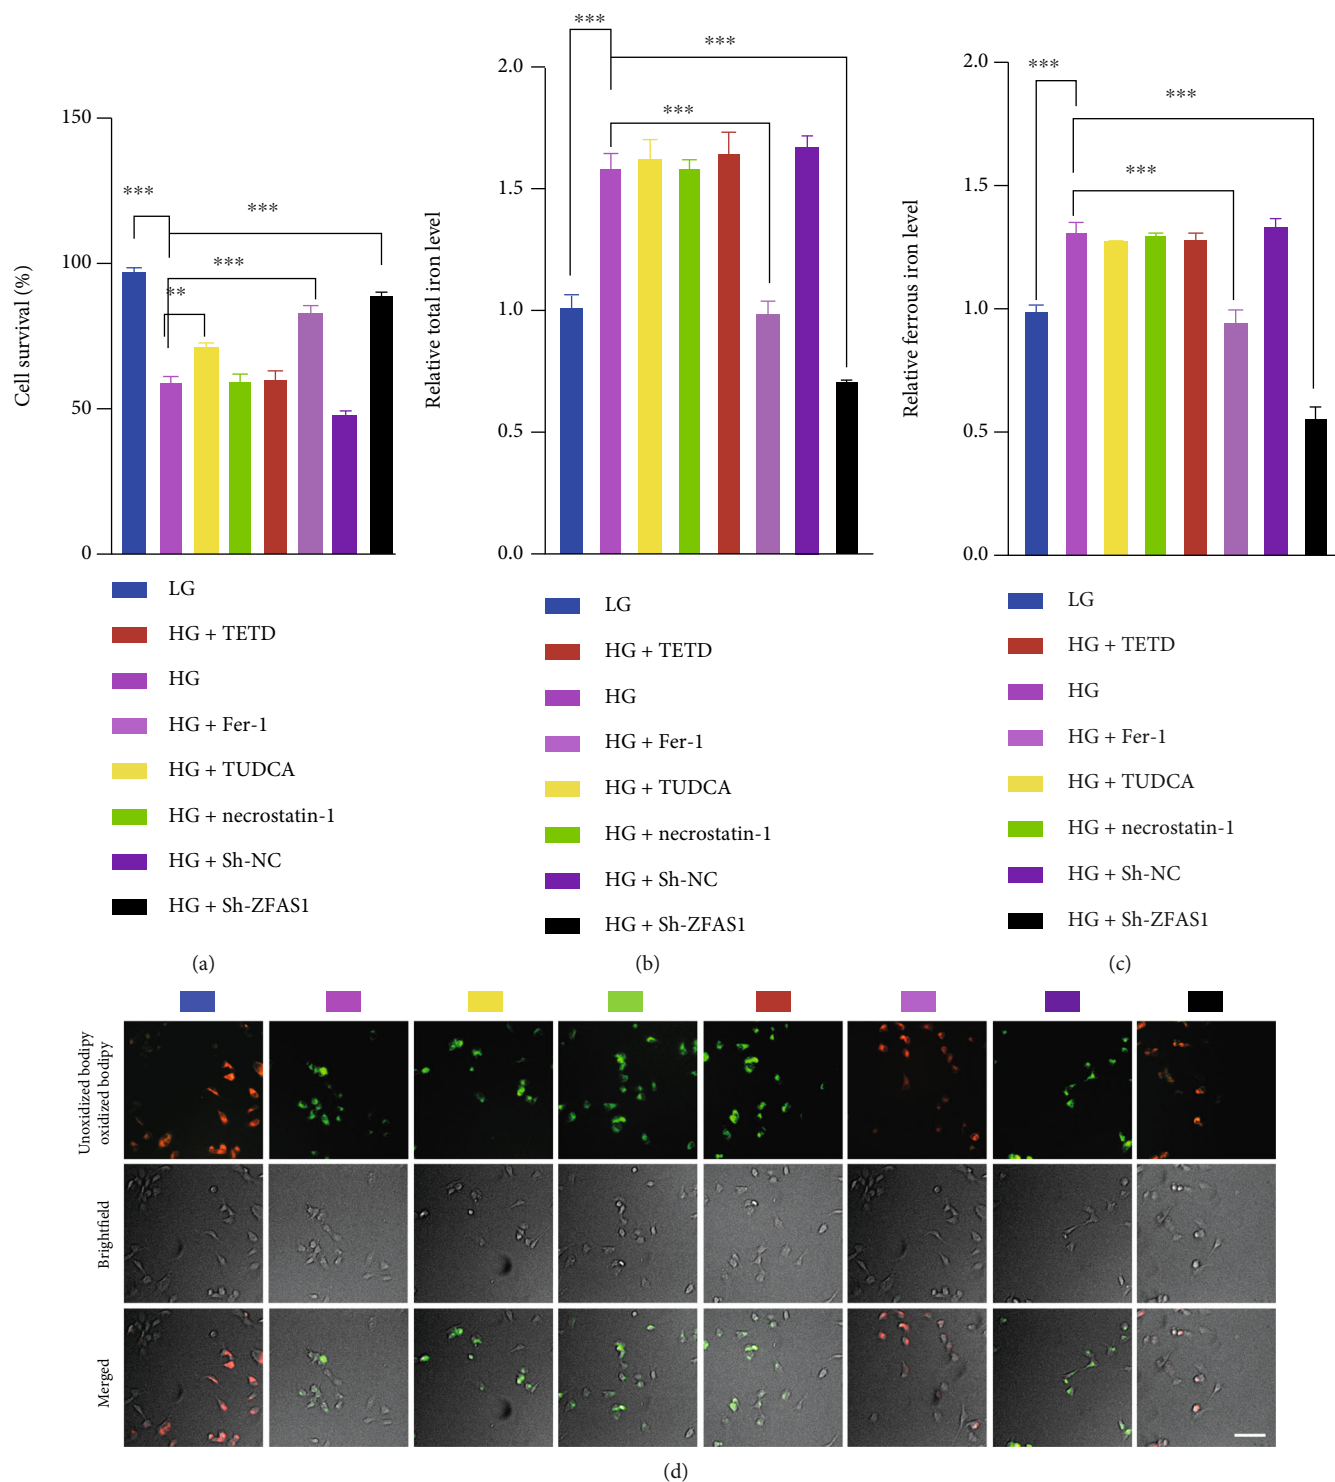 ***
***
***
**
150
100
50
0
Cell survival (%)
LG
HG + TETD
HG
HG + Fer-1
HG + TUDCA
HG + necrostatin-1
HG + Sh-NC
HG + Sh-ZFAS1
(a)
***
***
***
2.0
1.5
1.0
0.5
0.0
Relative total iron level
LG
HG + TETD
HG
HG + Fer-1
HG + TUDCA
HG + necrostatin-1
HG + Sh-NC
HG + Sh-ZFAS1
(b)
***
***
***
2.0
1.5
1.0
0.5
0.0
Relative ferrous iron level
LG
HG + TETD
HG
HG + Fer-1
HG + TUDCA
HG + necrostatin-1
HG + Sh-NC
HG + Sh-ZFAS1
(c)
Unoxidized bodipy
oxidized bodipy
Brightfield
Merged
(d)